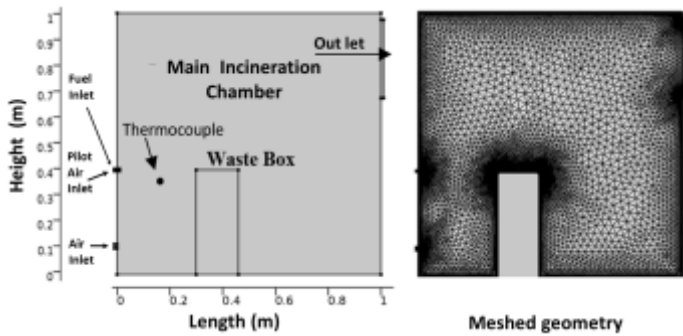 1
0.9
0.8
0.7
0.6
0.5
0.4
0.3
0.2
0.1
0
Height (m)
Fuel
Inlet
Pilot
Air
Inlet
Air
Inlet
Out let
Main Incineration
Chamber
Thermocouple
Waste Box
0
0.2
0.4
0.6
0.8
1
Length (m)
Meshed geometry